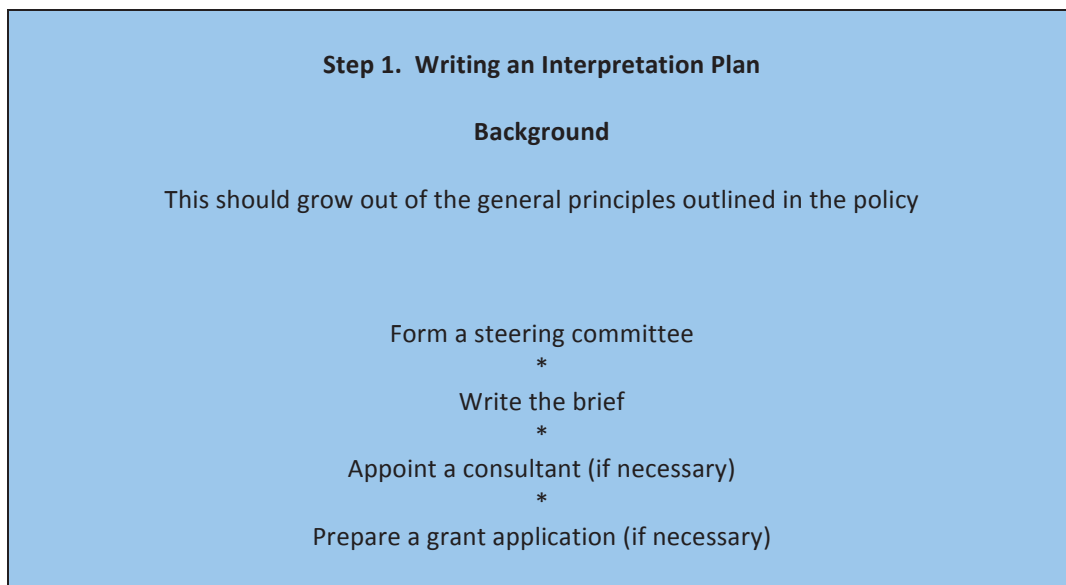 Step 1.  Writing an Interpretation Plan
Background
This should grow out of the general principles outlined in the policy
Form a steering committee
*
Write the brief
*
Appoint a consultant (if necessary)
*
Prepare a grant application (if necessary)